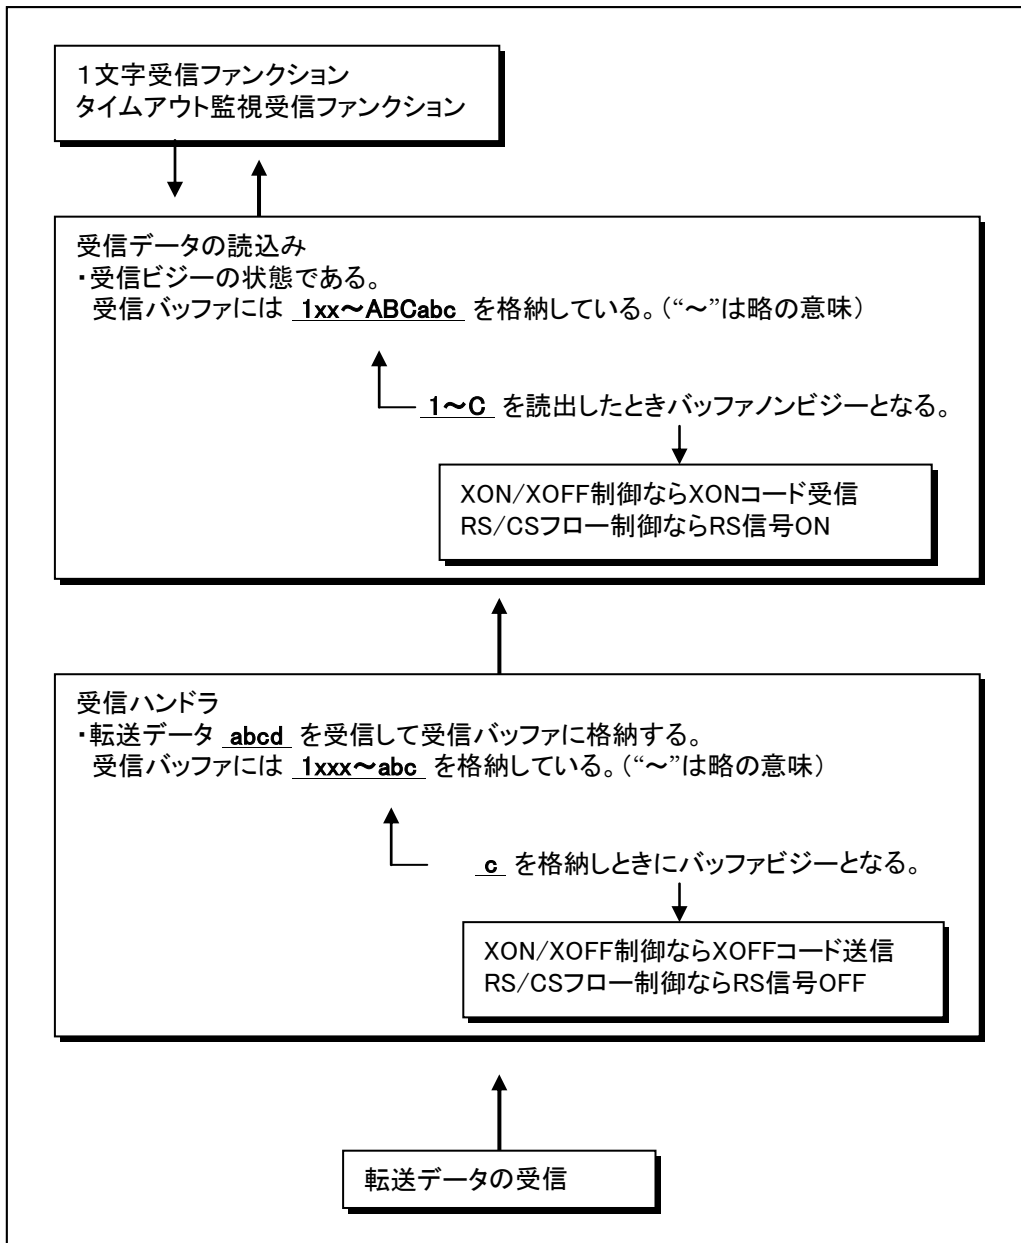 １文字受信ファンクション
タイムアウト監視受信ファンクション
受信データの読込み
・受信ビジーの状態である。
受信バッファには 1xx～ABCabc を格納している。（“～”は略の意味）
1～C を読出したときバッファノンビジーとなる。
XON/XOFF制御ならXONコード受信
RS/CSフロー制御ならRS信号ON
受信ハンドラ
・転送データ abcd を受信して受信バッファに格納する。
受信バッファには 1xxx～abc を格納している。（“～”は略の意味）
c を格納しときにバッファビジーとなる。
XON/XOFF制御ならXOFFコード送信
RS/CSフロー制御ならRS信号OFF
転送データの受信